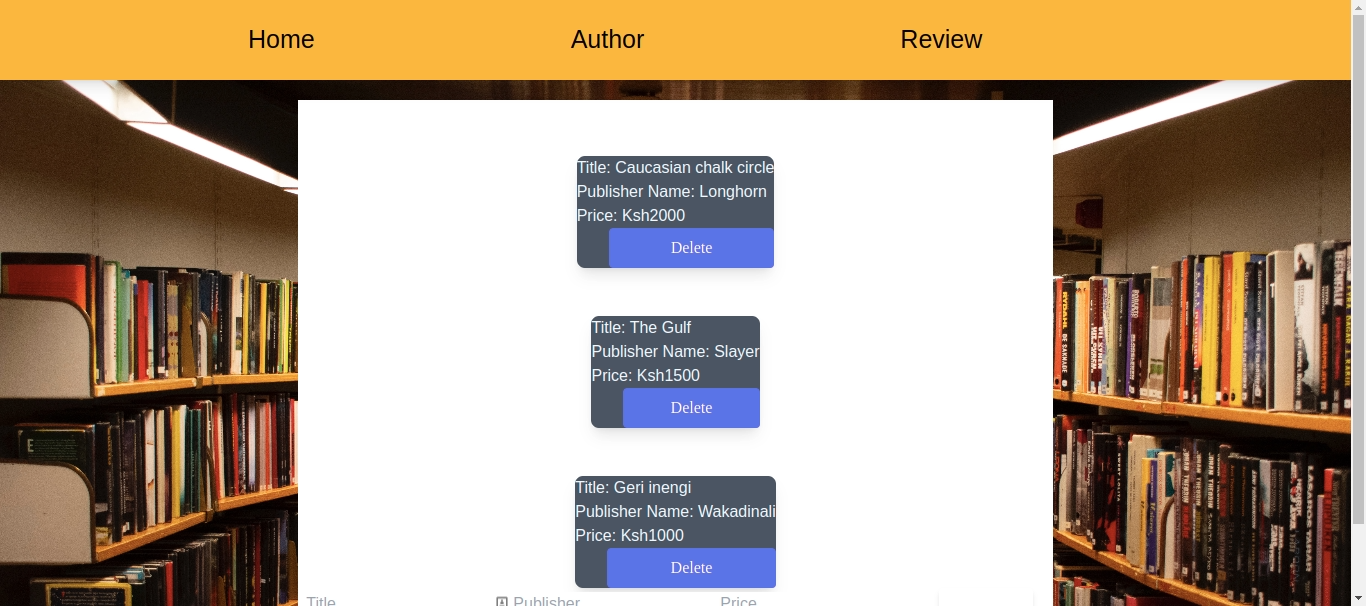 Home Author Review
Title: Caucasian chalk circle
Publisher Name: Longhorn
Price: Ksh2000
Delete
Title: The Gulf
Publisher Name: Slayer
Price: Ksh1500
Delete
Title: Geri inengi
Publisher Name: Wakadinali
Price: Ksh1000
Delete
Title Publisher Price